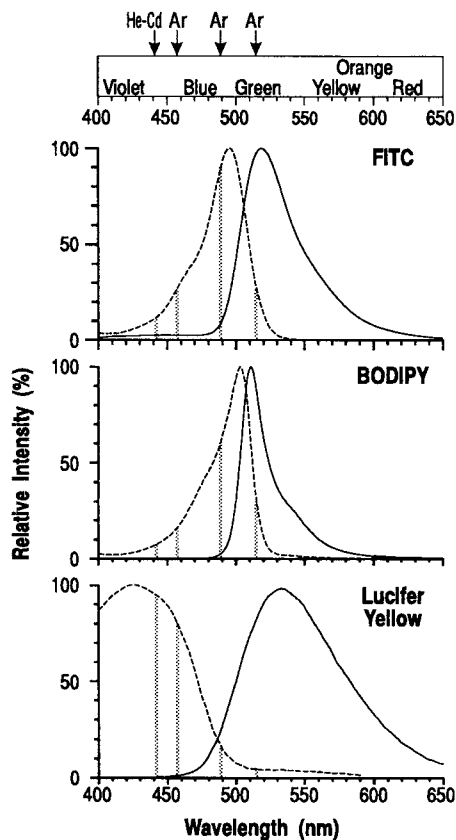 He-Cd Ar Ar Ar
Orange
Violet Blue Green Yellow Red
400 450 500 550 600 650
100
FITC
50
0
100
BODIPY
Relative Intensity (%)
50
0
100
Lucifer
Yellow
50
0
400 450 500 550 600 650
Wavelength (nm)